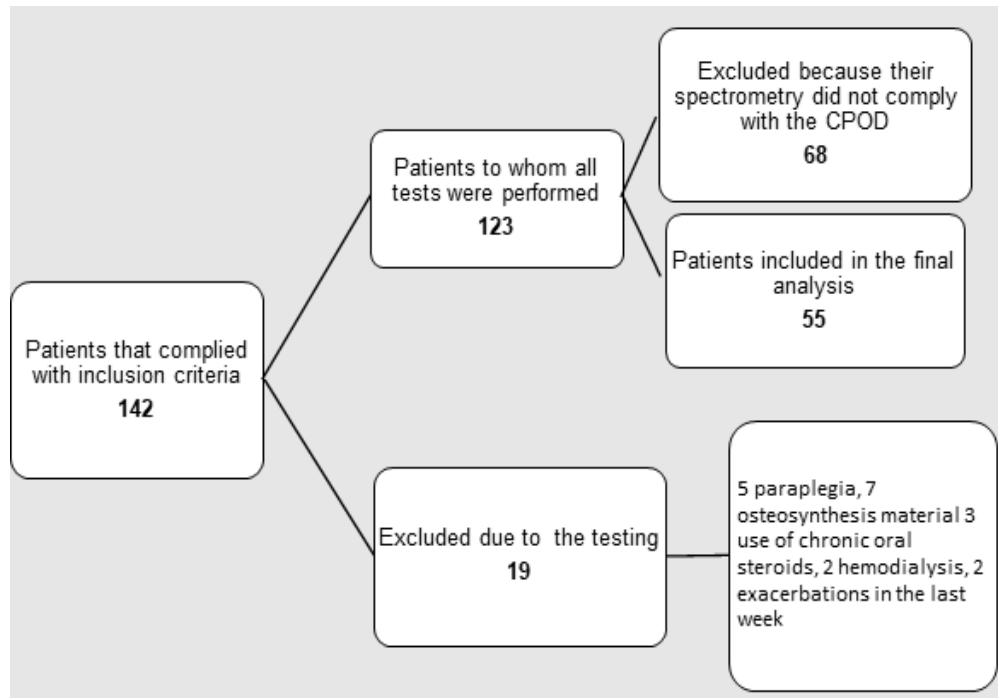 Excluded because their
spectrometry did not comply
with the CPOD
68
Patients to whom all
tests were performed
123
Patients included in the final
analysis
55
Patients that complied
with inclusion criteria
142
Excluded due to the testing
19
5 paraplegia, 7
osteosynthesis material 3
use of chronic oral
steroids, 2 hemodialysis, 2
exacerbations in the last
week